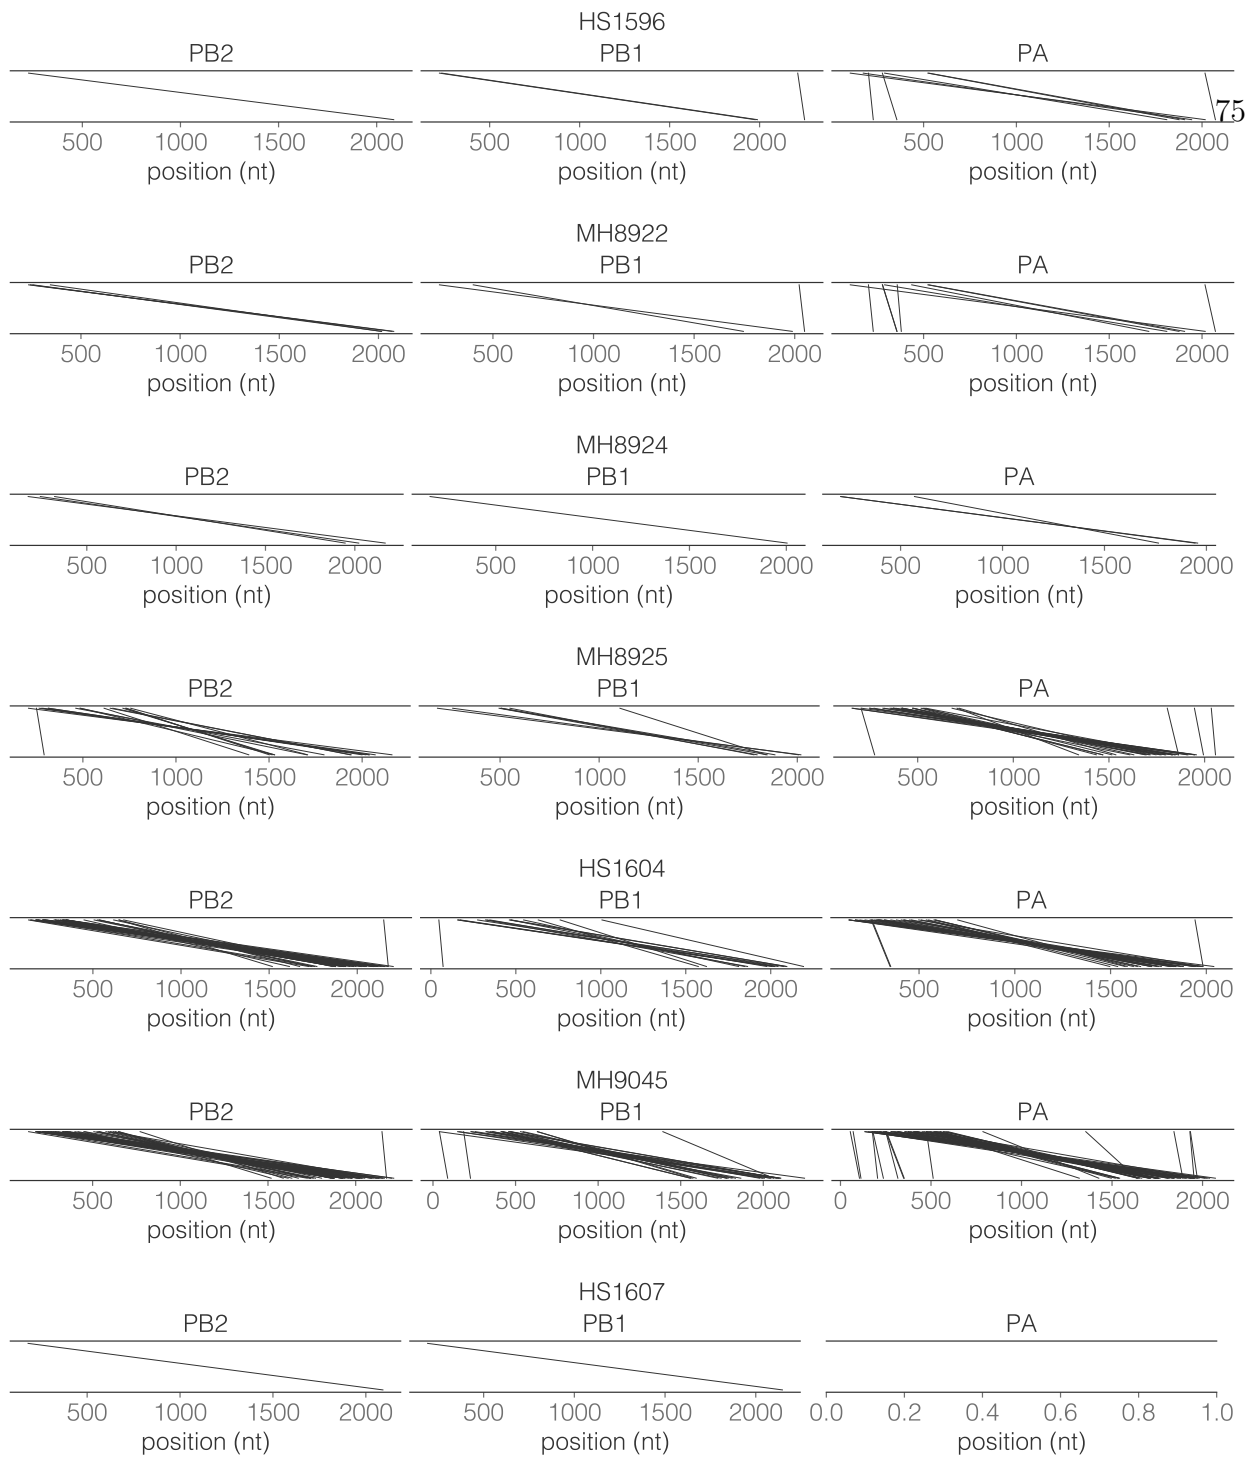 HS1596
PB2 PB1 PA
75
500 1000 1500 2000 500 1000 1500 2000 500 1000 1500 2000
position (nt) position (nt) position (nt)
MH8922
PB2 PB1 PA
500 1000 1500 2000 500 1000 1500 2000 500 1000 1500 2000
position (nt) position (nt) position (nt)
MH8924
PB2 PB1 PA
500 1000 1500 2000 500 1000 1500 2000 500 1000 1500 2000
position (nt) position (nt) position (nt)
MH8925
PB2 PB1 PA
500 1000 1500 2000 500 1000 1500 2000 500 1000 1500 2000
position (nt) position (nt) position (nt)
HS1604
PB2 PB1 PA
500 1000 1500 2000 0 500 1000 1500 2000 500 1000 1500 2000
position (nt) position (nt) position (nt)
MH9045
PB2 PB1 PA
500 1000 1500 2000 0 500 1000 1500 2000 0 500 1000 1500 2000
position (nt) position (nt) position (nt)
HS1607
PB2 PB1 PA
500 1000 1500 2000 500 1000 1500 2000 0.0 0.2 0.4 0.6 0.8 1.0
position (nt) position (nt) position (nt)